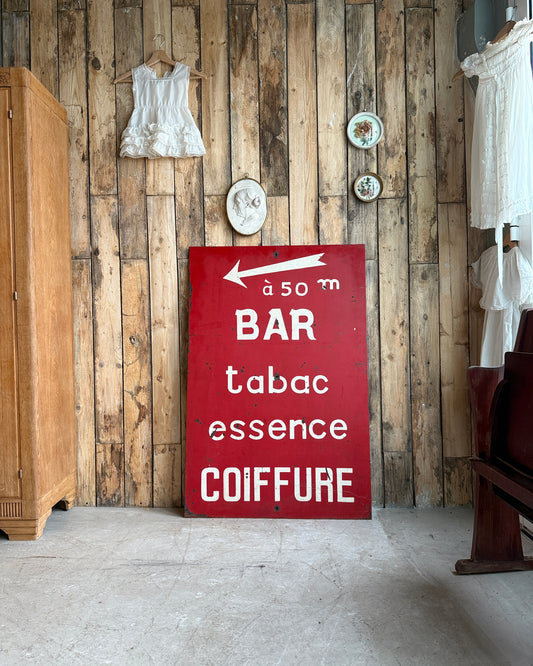 à 50 m
BAR
tabac
essence
COIFFURE